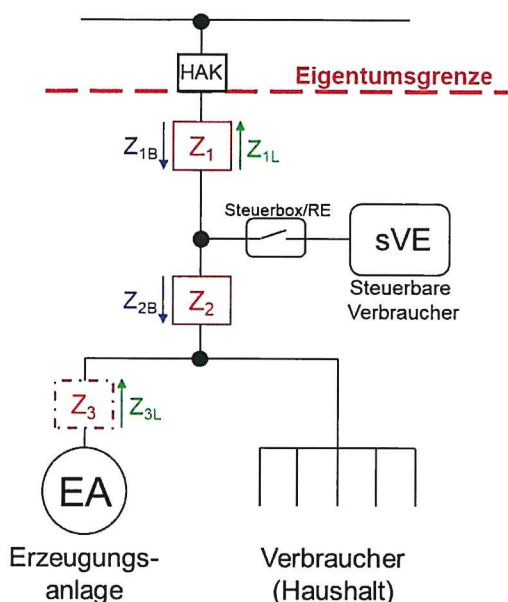 HAK
Eigentumsgrenze
Z1B
Z1
Z1L
Steuerbox/RE
sVE
Steuerbare
Verbraucher
Z2B
Z2
Z3
Z3L
EA
Erzeugungs-
anlage
Verbraucher
(Haushalt)